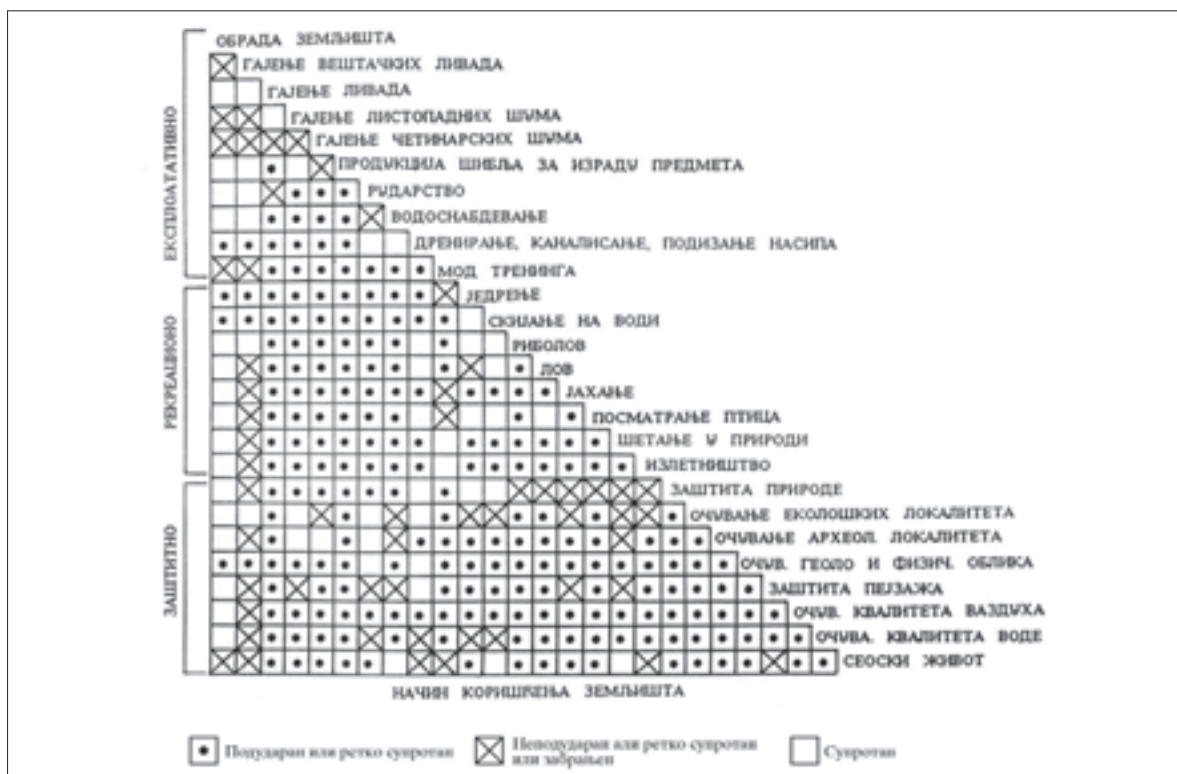 ОБРАДА ЗЕМЉИШТА
ГАЈЕЊЕ ВЕШТАЧКИХ ЛИВАДА
ГАЈЕЊЕ ЛИВАДА
ГАЈЕЊЕ ЛИСТОПАДНИХ ШУМА
ГАЈЕЊЕ ЧЕТИНАРСКИХ ШУМА
ПРОДУКЦИЈА ШИБЉА ЗА ИЗРАДУ ПРЕДМЕТА
РУДАРСТВО
ВОДОСНАБДЕВАЊЕ
ДРЕНИРАЊЕ, КАНАЛИСАЊЕ, ПОДИЗАЊЕ НАСИПА
МОД ТРЕНИНГА
ЕКСПЛОАТАТИВНО
ЈЕДРЕЊЕ
СКИЈАЊЕ НА ВОДИ
РИБОЛОВ
ЛОВ
ЈАХАЊЕ
ПОСМАТРАЊЕ ПТИЦА
ШЕТАЊЕ У ПРИРОДИ
ИЗЛЕТНИШТВО
РЕКРЕАЦИОНО
ЗАШТИТА ПРИРОДЕ
ОЧУВАЊЕ ЕКОЛОШКИХ ЛОКАЛИТЕТА
ОЧУВАЊЕ АРХЕОЛ. ЛОКАЛИТЕТА
ОЧУВ. ГЕОЛО И ФИЗИЧ. ОБЛИКА
ЗАШТИТА ПЕЈЗАЖА
ОЧУВ. КВАЛИТЕТА ВАЗДУХА
ОЧУВА. КВАЛИТЕТА ВОДЕ
СЕОСКИ ЖИВОТ
ЗАШТИТНО
НАЧИН КОРИШЋЕЊА ЗЕМЉИШТА
Подударан или ретко супротан
Неподударан али ретко супротан
или забрањен
Супротан